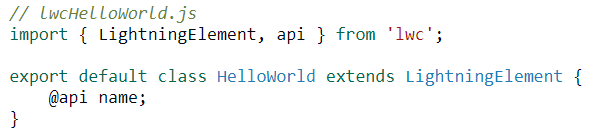 // lwcHelloWorld.js
import { LightningElement, api } from 'lwc';
export default class HelloWorld extends LightningElement {
@api name;
}